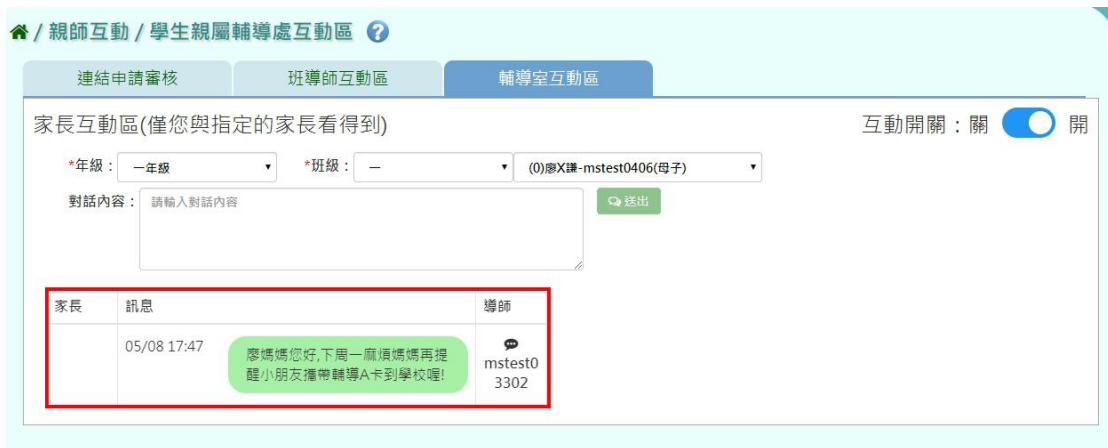 / 親師互動 / 學生親屬輔導處互動區 ?
連結申請審核 班導師互動區 輔導室互動區
家長互動區(僅您與指定的家長看得到) 互動開關：關 開
*年級： 一年級 *班級： 一 (0)廖X謙-mstest0406(母子)
對話內容： 請輸入對話內容 送出
家長 訊息 導師
05/08 17:47
廖媽媽您好,下周一麻煩媽媽再提
醒小朋友攜帶輔導A卡到學校喔!
mstest0
3302